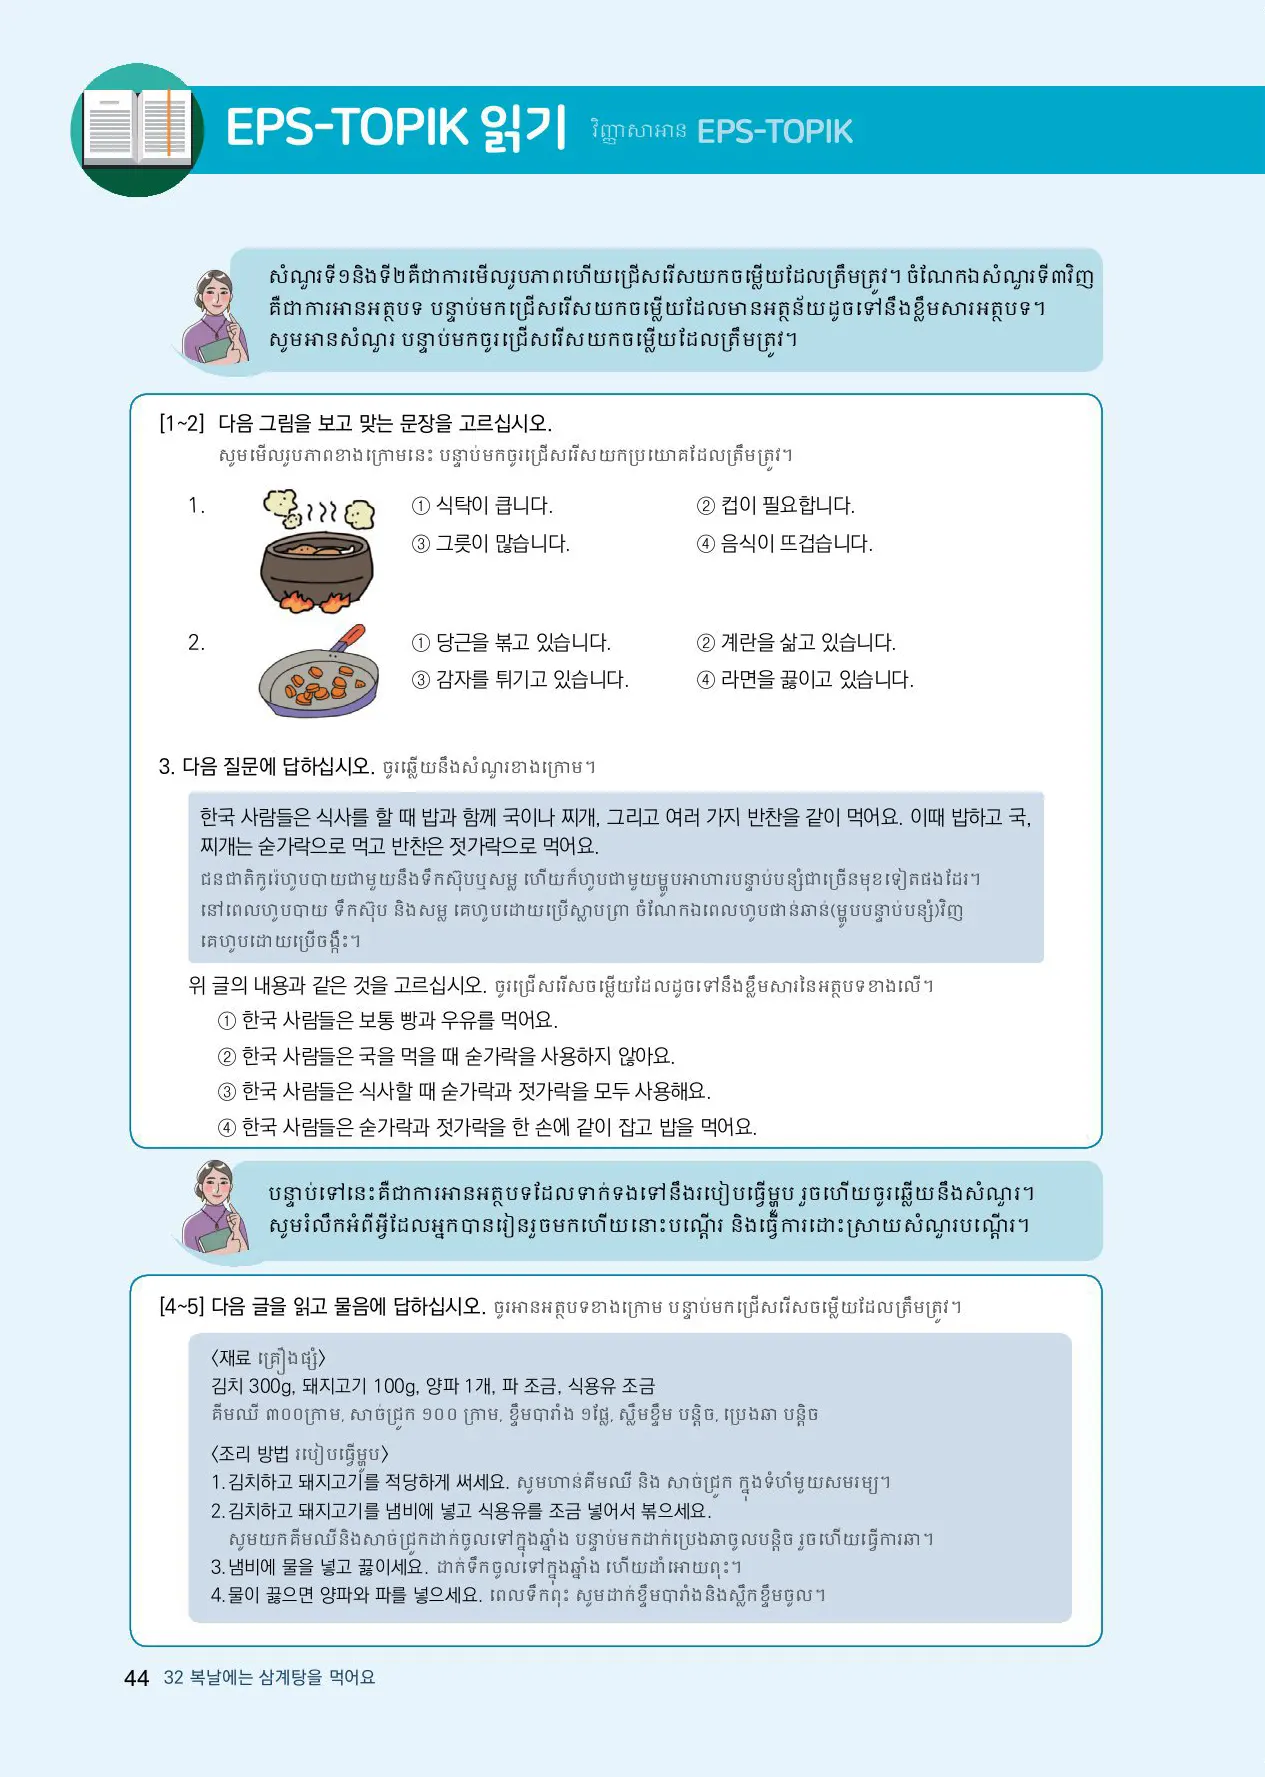 EPS-TOPIK 읽기 វិញ្ញាសាអាន EPS-TOPIK
សំណួរទី១និងទី២គឺជាការមើលរូបភាពហើយជ្រើសរើសយកចម្លើយដែលត្រឹមត្រូវ។ ចំណែកឯសំណួរទី៣វិញ
គឺជាការអានអត្ថបទ បន្ទាប់មកជ្រើសរើសយកចម្លើយដែលមានអត្ថន័យដូចទៅនឹងខ្លឹមសារអត្ថបទ។
សូមអានសំណួរ បន្ទាប់មកចូរជ្រើសរើសយកចម្លើយដែលត្រឹមត្រូវ។
[1~2] 다음 그림을 보고 맞는 문장을 고르십시오.
សូមមើលរូបភាពខាងក្រោមនេះ បន្ទាប់មកចូរជ្រើសរើសយកប្រយោគដែលត្រឹមត្រូវ។
1. ① 식탁이 큽니다. ② 컵이 필요합니다.
③ 그릇이 많습니다. ④ 음식이 뜨겁습니다.
2. ① 당근을 볶고 있습니다. ② 계란을 삶고 있습니다.
③ 감자를 튀기고 있습니다. ④ 라면을 끓이고 있습니다.
3. 다음 질문에 답하십시오. ចូរឆ្លើយនឹងសំណួរខាងក្រោម។
한국 사람들은 식사를 할 때 밥과 함께 국이나 찌개, 그리고 여러 가지 반찬을 같이 먹어요. 이때 밥하고 국,
찌개는 숟가락으로 먹고 반찬은 젓가락으로 먹어요.
ជនជាតិកូរ៉េហូបបាយជាមួយនឹងទឹកស៊ុបឬសម្ល ហើយក៏ហូបជាមួយម្ហូបអាហារបន្ទាប់បន្សំជាច្រើនមុខទៀតផងដែរ។
នៅពេលហូបបាយ ទឹកស៊ុប និងសម្ល គេហូបដោយប្រើស្លាបព្រា ចំណែកឯពេលហូបផាន់ឆាន់(ម្ហូបបន្ទាប់បន្សំ)វិញ
គេហូបដោយប្រើចង្កឹះ។
위 글의 내용과 같은 것을 고르십시오. ចូរជ្រើសរើសចម្លើយដែលដូចទៅនឹងខ្លឹមសារនៃអត្ថបទខាងលើ។
① 한국 사람들은 보통 빵과 우유를 먹어요.
② 한국 사람들은 국을 먹을 때 숟가락을 사용하지 않아요.
③ 한국 사람들은 식사할 때 숟가락과 젓가락을 모두 사용해요.
④ 한국 사람들은 숟가락과 젓가락을 한 손에 같이 잡고 밥을 먹어요.
បន្ទាប់ទៅនេះគឺជាការអានអត្ថបទដែលទាក់ទងទៅនឹងរបៀបធ្វើម្ហូប រួចហើយចូរឆ្លើយនឹងសំណួរ។
សូមរំលឹកអំពីអ្វីដែលអ្នកបានរៀនរួចមកហើយនោះបណ្តើរ និងធ្វើការដោះស្រាយសំណួរបណ្តើរ។
[4~5] 다음 글을 읽고 물음에 답하십시오. ចូរអានអត្ថបទខាងក្រោម បន្ទាប់មកជ្រើសរើសចម្លើយដែលត្រឹមត្រូវ។
〈재료 គ្រឿងផ្សំ〉
김치 300g, 돼지고기 100g, 양파 1개, 파 조금, 식용유 조금
គីមឈី ៣០០ក្រាម, សាច់ជ្រូក ១០០ ក្រាម, ខ្ទឹមបារាំង ១ផ្លែ, ស្លឹមខ្ទឹម បន្តិច, ប្រេងឆា បន្តិច
〈조리 방법 របៀបធ្វើម្ហូប〉
1. 김치하고 돼지고기를 적당하게 써세요. សូមហាន់គីមឈី និង សាច់ជ្រូក ក្នុងទំហំមួយសមរម្យ។
2. 김치하고 돼지고기를 냄비에 넣고 식용유를 조금 넣어서 볶으세요.
សូមយកគីមឈីនិងសាច់ជ្រូកដាក់ចូលទៅក្នុងឆ្នាំង បន្ទាប់មកដាក់ប្រេងឆាចូលបន្តិច រួចហើយធ្វើការឆា។
3. 냄비에 물을 넣고 끓이세요. ដាក់ទឹកចូលទៅក្នុងឆ្នាំង ហើយដាំអោយពុះ។
4. 물이 끓으면 양파와 파를 넣으세요. ពេលទឹកពុះ សូមដាក់ខ្ទឹមបារាំងនិងស្លឹកខ្ទឹមចូល។
44 32 복날에는 삼계탕을 먹어요